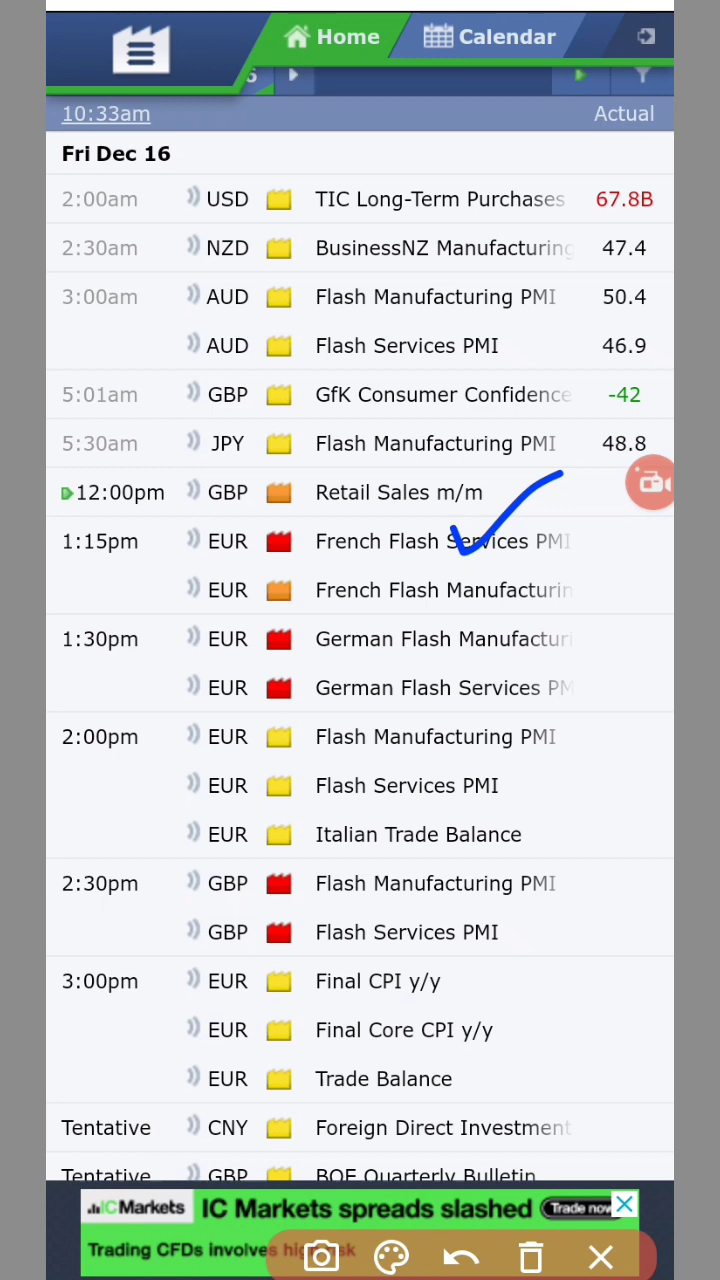 Home Calendar
10:33am Actual
Fri Dec 16
2:00am USD TIC Long-Term Purchases 67.8B
2:30am NZD BusinessNZ Manufacturing 47.4
3:00am AUD Flash Manufacturing PMI 50.4
AUD Flash Services PMI 46.9
5:01am GBP GfK Consumer Confidence -42
5:30am JPY Flash Manufacturing PMI 48.8
12:00pm GBP Retail Sales m/m
1:15pm EUR French Flash Services PMI
EUR French Flash Manufacturin
1:30pm EUR German Flash Manufacturi
EUR German Flash Services PM
2:00pm EUR Flash Manufacturing PMI
EUR Flash Services PMI
EUR Italian Trade Balance
2:30pm GBP Flash Manufacturing PMI
GBP Flash Services PMI
3:00pm EUR Final CPI y/y
EUR Final Core CPI y/y
EUR Trade Balance
Tentative CNY Foreign Direct Investment
Tentative GBP BOE Quarterly Bulletin
ICMarkets IC Markets spreads slashed Trade now
Trading CFDs involves high risk